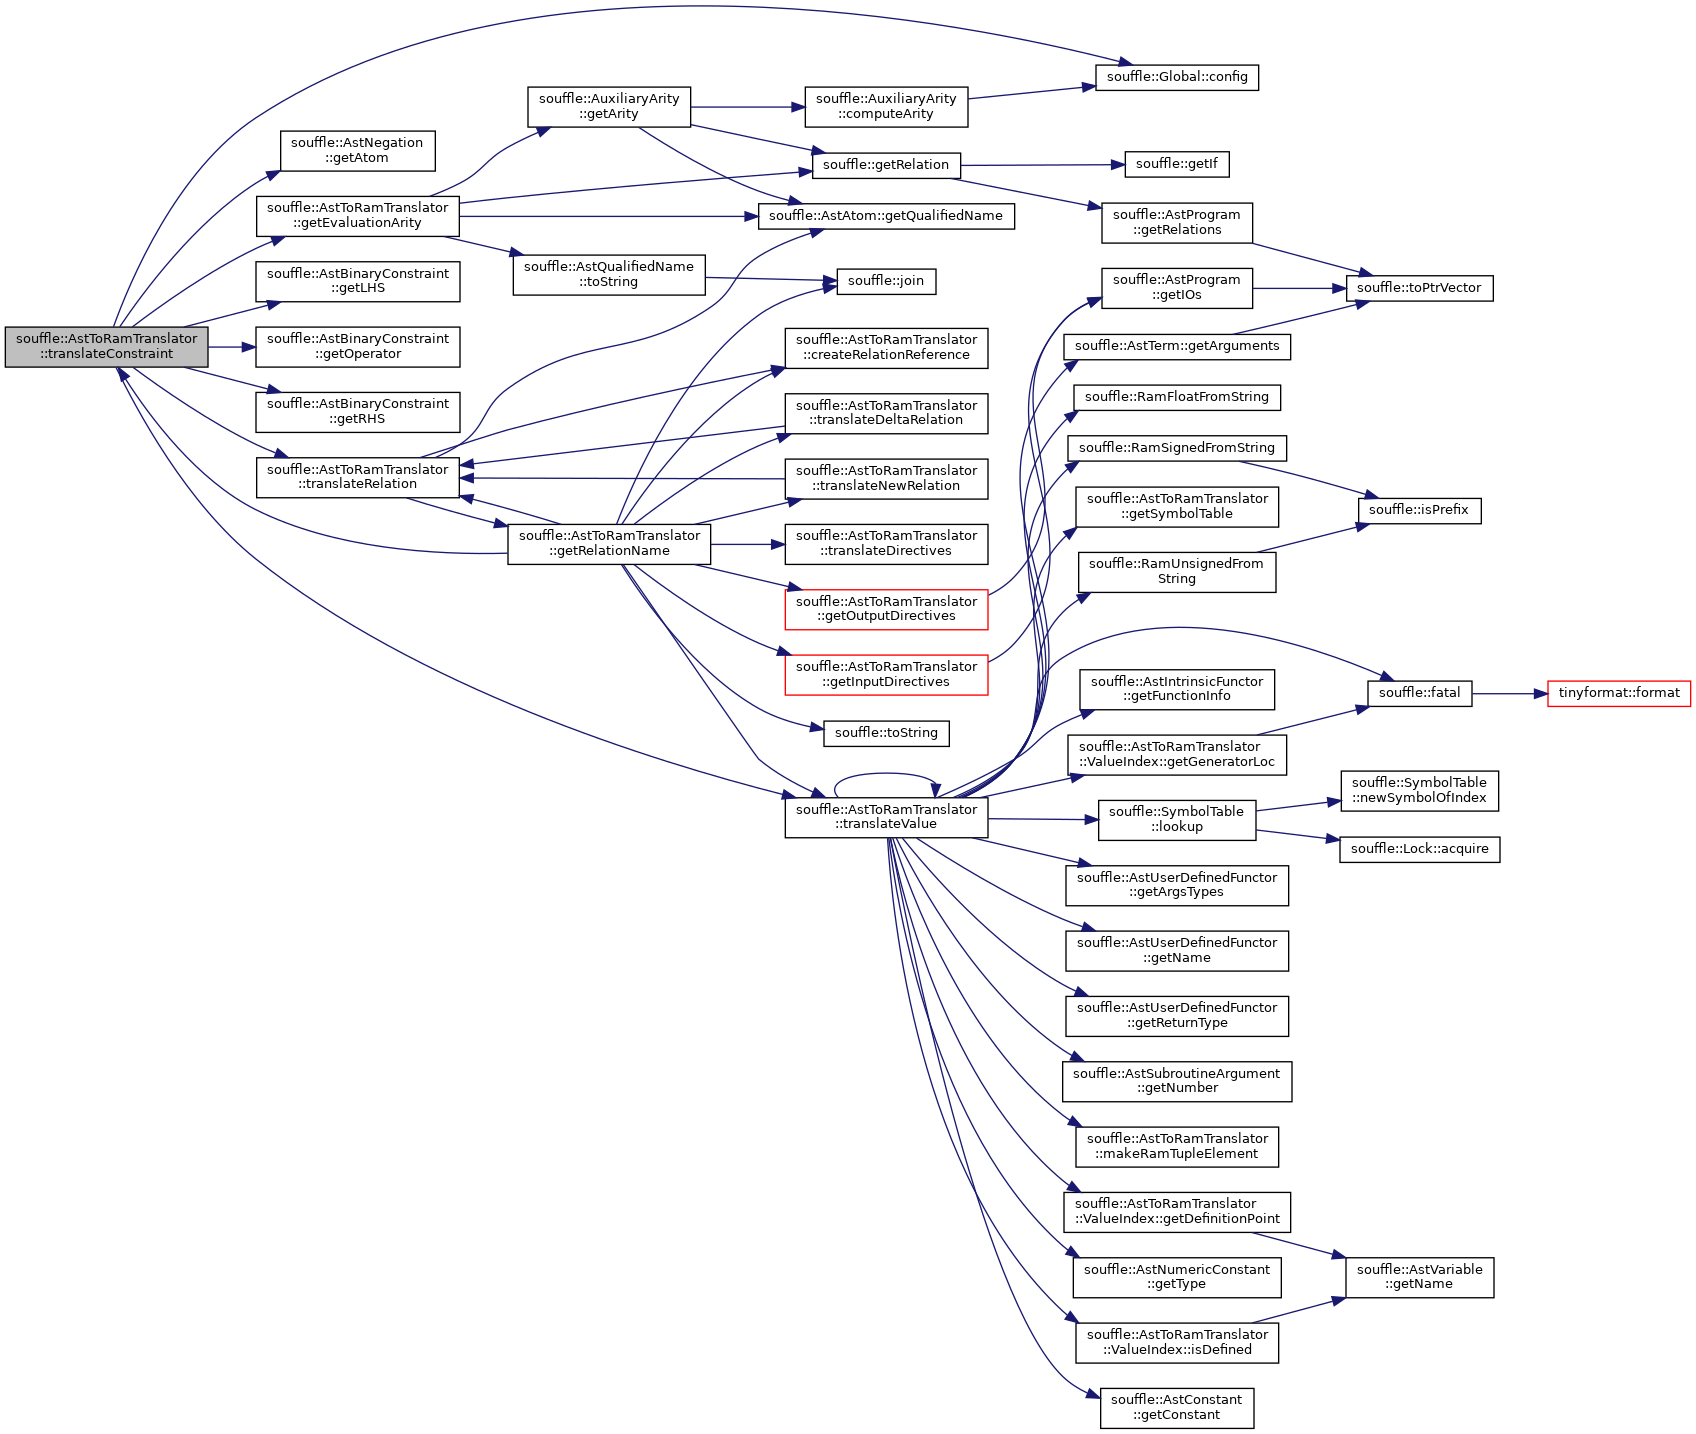 souffle::AstToRamTranslator
::translateConstraint
souffle::AstNegation
::getAtom
souffle::AstToRamTranslator
::getEvaluationArity
souffle::AstBinaryConstraint
::getLHS
souffle::AstBinaryConstraint
::getOperator
souffle::AstBinaryConstraint
::getRHS
souffle::AstToRamTranslator
::translateRelation
souffle::AuxiliaryArity
::getArity
souffle::AstQualifiedName
::toString
souffle::AstToRamTranslator
::getRelationName
souffle::AuxiliaryArity
::computeArity
souffle::getRelation
souffle::AstAtom::getQualifiedName
souffle::join
souffle::AstToRamTranslator
::createRelationReference
souffle::AstToRamTranslator
::translateDeltaRelation
souffle::AstToRamTranslator
::translateNewRelation
souffle::AstToRamTranslator
::translateDirectives
souffle::AstToRamTranslator
::getOutputDirectives
souffle::AstToRamTranslator
::getInputDirectives
souffle::toString
souffle::AstToRamTranslator
::translateValue
souffle::Global::config
souffle::getIf
souffle::AstProgram
::getRelations
souffle::AstProgram
::getIOs
souffle::AstTerm::getArguments
souffle::RamFloatFromString
souffle::RamSignedFromString
souffle::AstToRamTranslator
::getSymbolTable
souffle::RamUnsignedFrom
String
souffle::AstIntrinsicFunctor
::getFunctionInfo
souffle::AstToRamTranslator
::ValueIndex::getGeneratorLoc
souffle::SymbolTable
::lookup
souffle::AstUserDefinedFunctor
::getArgsTypes
souffle::AstUserDefinedFunctor
::getName
souffle::AstUserDefinedFunctor
::getReturnType
souffle::AstSubroutineArgument
::getNumber
souffle::AstToRamTranslator
::makeRamTupleElement
souffle::AstToRamTranslator
::ValueIndex::getDefinitionPoint
souffle::AstNumericConstant
::getType
souffle::AstToRamTranslator
::ValueIndex::isDefined
souffle::AstConstant
::getConstant
souffle::toPtrVector
souffle::isPrefix
souffle::fatal
souffle::SymbolTable
::newSymbolOfIndex
souffle::Lock::acquire
souffle::AstVariable
::getName
tinyformat::format